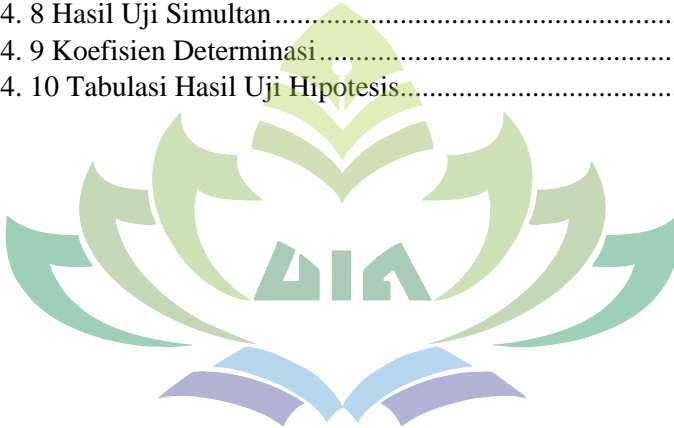 4. 8 Hasil Uji Simultan........................................................
4. 9 Koefisien Determinasi..................................................
4. 10 Tabulasi Hasil Uji Hipotesis......................................
UIN